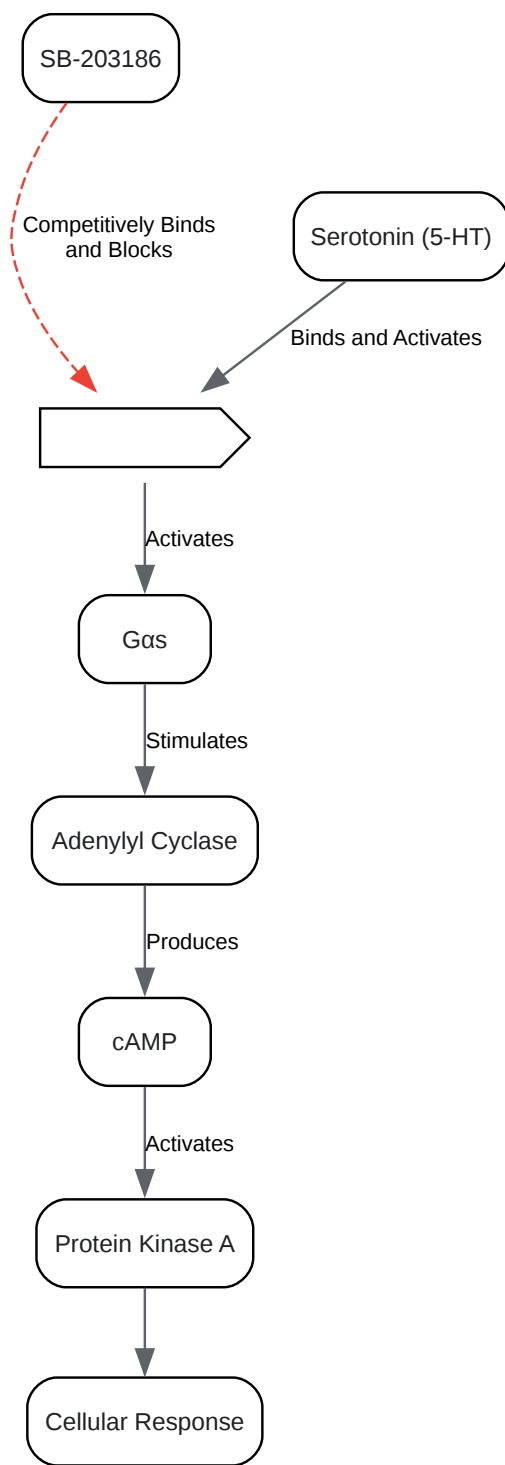 SB-203186
Competitively Binds
and Blocks
Serotonin (5-HT)
Binds and Activates
Activates
Gαs
Stimulates
Adenylyl Cyclase
Produces
cAMP
Activates
Protein Kinase A
Cellular Response